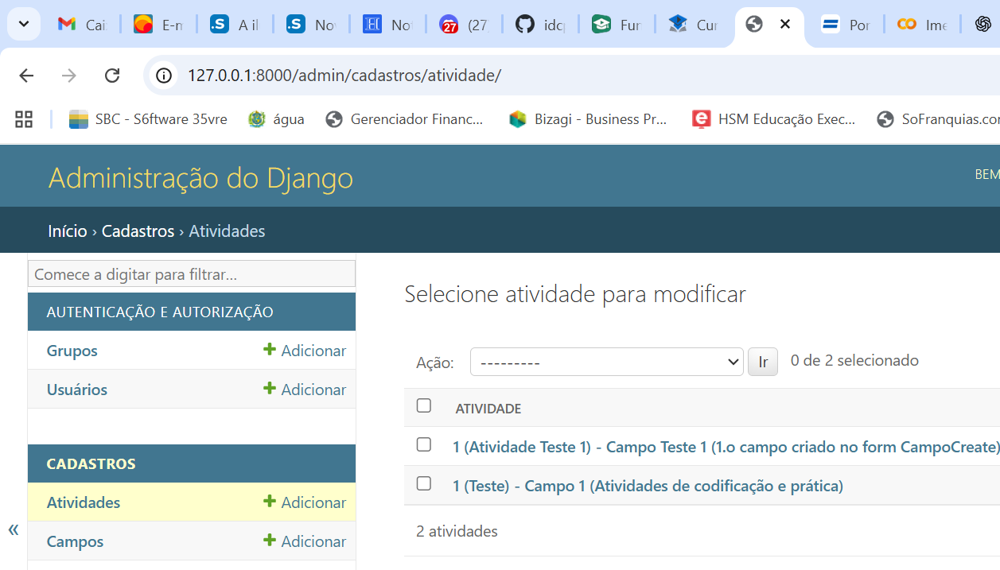 Cai E-m A il Nov Not 27 (27 idc Fur Cur Por Ime
127.0.0.1:8000/admin/cadastros/atividade/
SBC - S6ftware 35vre água Gerenciador Financ... Bizagi - Business Pr... HSM Educação Exec... SoFranquias.co
Administração do Django
BEM
Início › Cadastros › Atividades
Comece a digitar para filtrar...
AUTENTICAÇÃO E AUTORIZAÇÃO
Grupos Adicionar
Usuários Adicionar
CADASTROS
Atividades Adicionar
Campos Adicionar
«
Selecione atividade para modificar
Ação: --------- Ir 0 de 2 selecionado
ATIVIDADE
1 (Atividade Teste 1) - Campo Teste 1 (1.o campo criado no form CampoCreate)
1 (Teste) - Campo 1 (Atividades de codificação e prática)
2 atividades